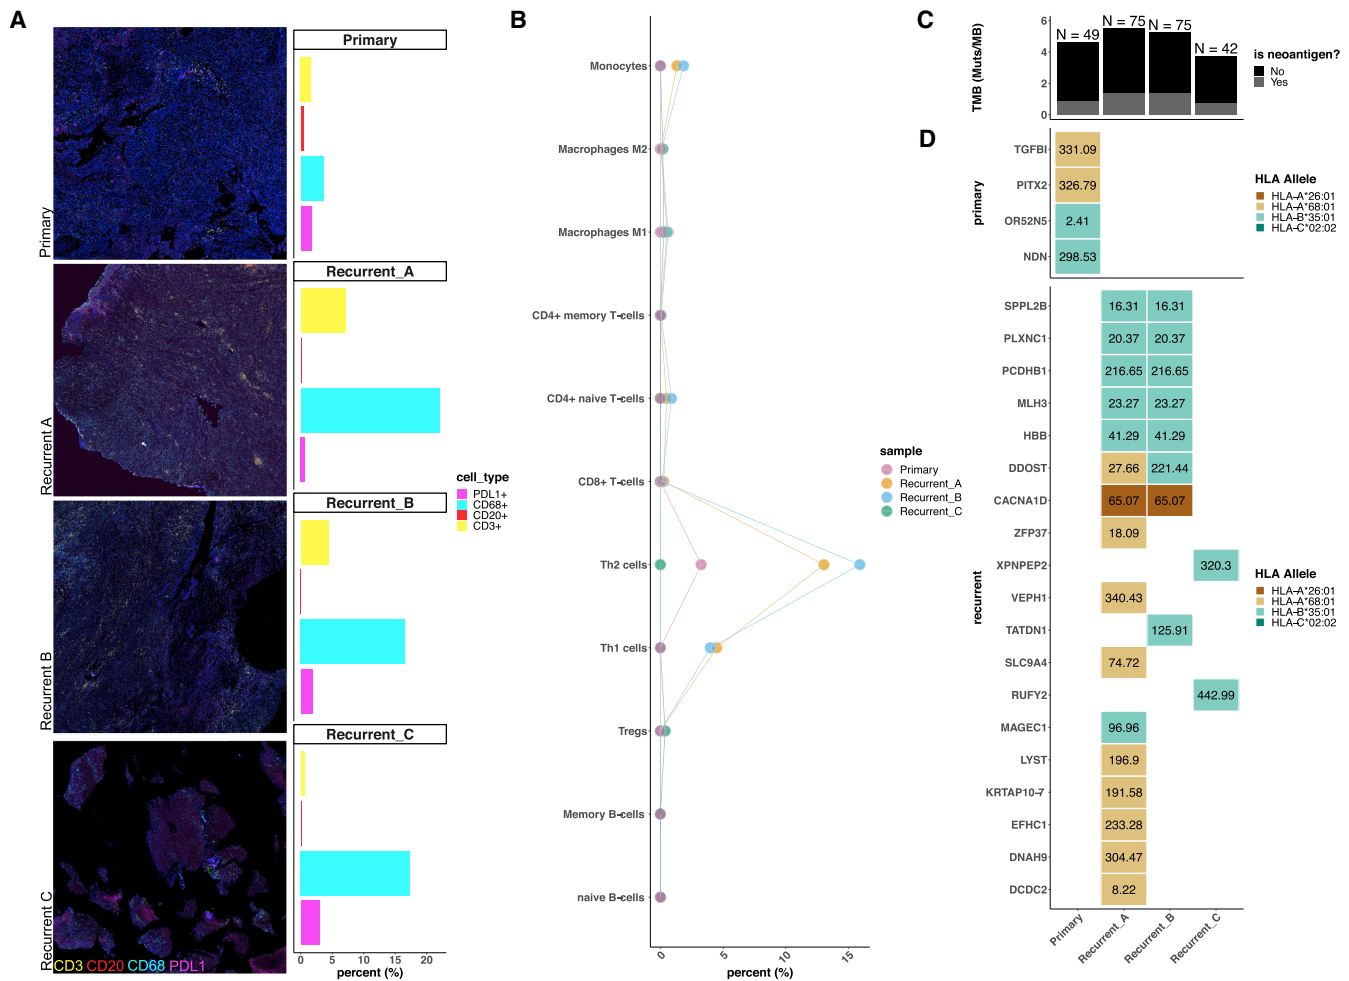 A
Primary
Recurrent A
Recurrent B
Recurrent C
CD3 CD20 CD68 PDL1
Primary
Recurrent_A
Recurrent_B
Recurrent_C
0 5 10 15 20
percent (%)
cell_type
PDL1+
CD68+
CD20+
CD3+
B
Monocytes
Macrophages M2
Macrophages M1
CD4+ memory T-cells
CD4+ naive T-cells
CD8+ T-cells
Th2 cells
Th1 cells
Tregs
Memory B-cells
naive B-cells
0 5 10 15
percent (%)
sample
Primary
Recurrent_A
Recurrent_B
Recurrent_C
C
TMB (Muts/MB)
6
4
2
0
N = 49
N = 75
N = 75
N = 42
is neoantigen?
No
Yes
D
primary
TGFBI 331.09
PITX2 326.79
OR52N5 2.41
NDN 298.53
HLA Allele
HLA-A*26:01
HLA-A*68:01
HLA-B*35:01
HLA-C*02:02
recurrent
SPPL2B 16.31 16.31
PLXNC1 20.37 20.37
PCDHB1 216.65 216.65
MLH3 23.27 23.27
HBB 41.29 41.29
DDOST 27.66 221.44
CACNA1D 65.07 65.07
ZFP37 18.09
XPNPEP2 320.3
VEPH1 340.43
TATDN1 125.91
SLC9A4 74.72
RUFY2 442.99
MAGEC1 96.96
LYST 196.9
KRTAP10-7 191.58
EFHC1 233.28
DNAH9 304.47
DCDC2 8.22
HLA Allele
HLA-A*26:01
HLA-A*68:01
HLA-B*35:01
HLA-C*02:02
Primary
Recurrent_A
Recurrent_B
Recurrent_C